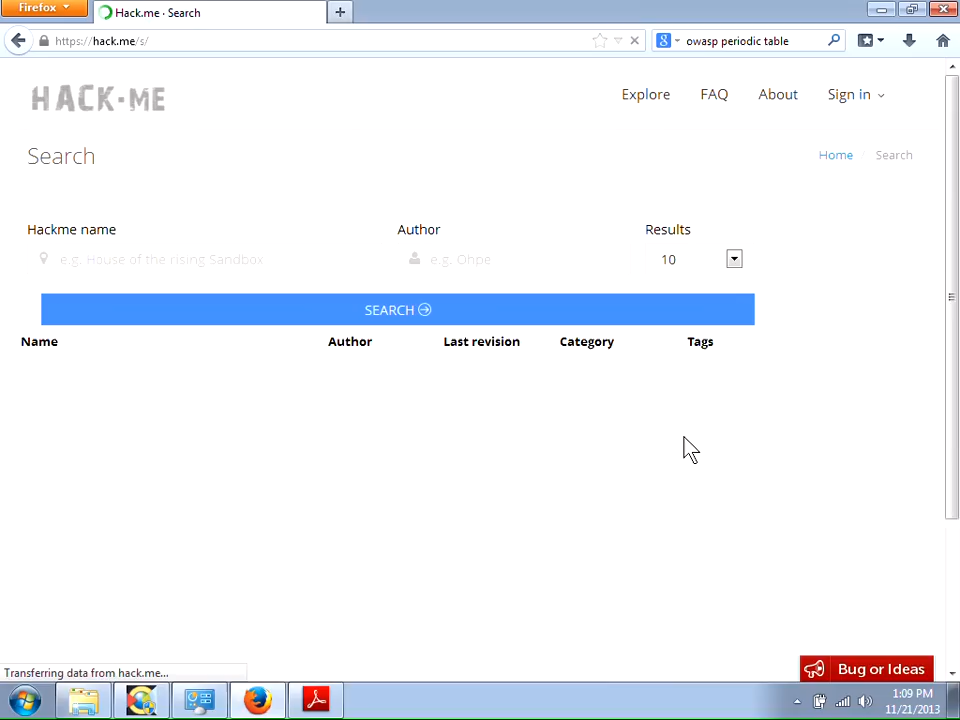 Firefox
Hack.me · Search
https://hack.me/s/
owasp periodic table
HACK·ME
Explore
FAQ
About
Sign in
Search
Home
Search
Hackme name
Author
Results
e.g. House of the rising Sandbox
e.g. Ohpe
10
SEARCH
Name
Author
Last revision
Category
Tags
Bug or Ideas
Transferring data from hack.me...
1:09 PM
11/21/2013